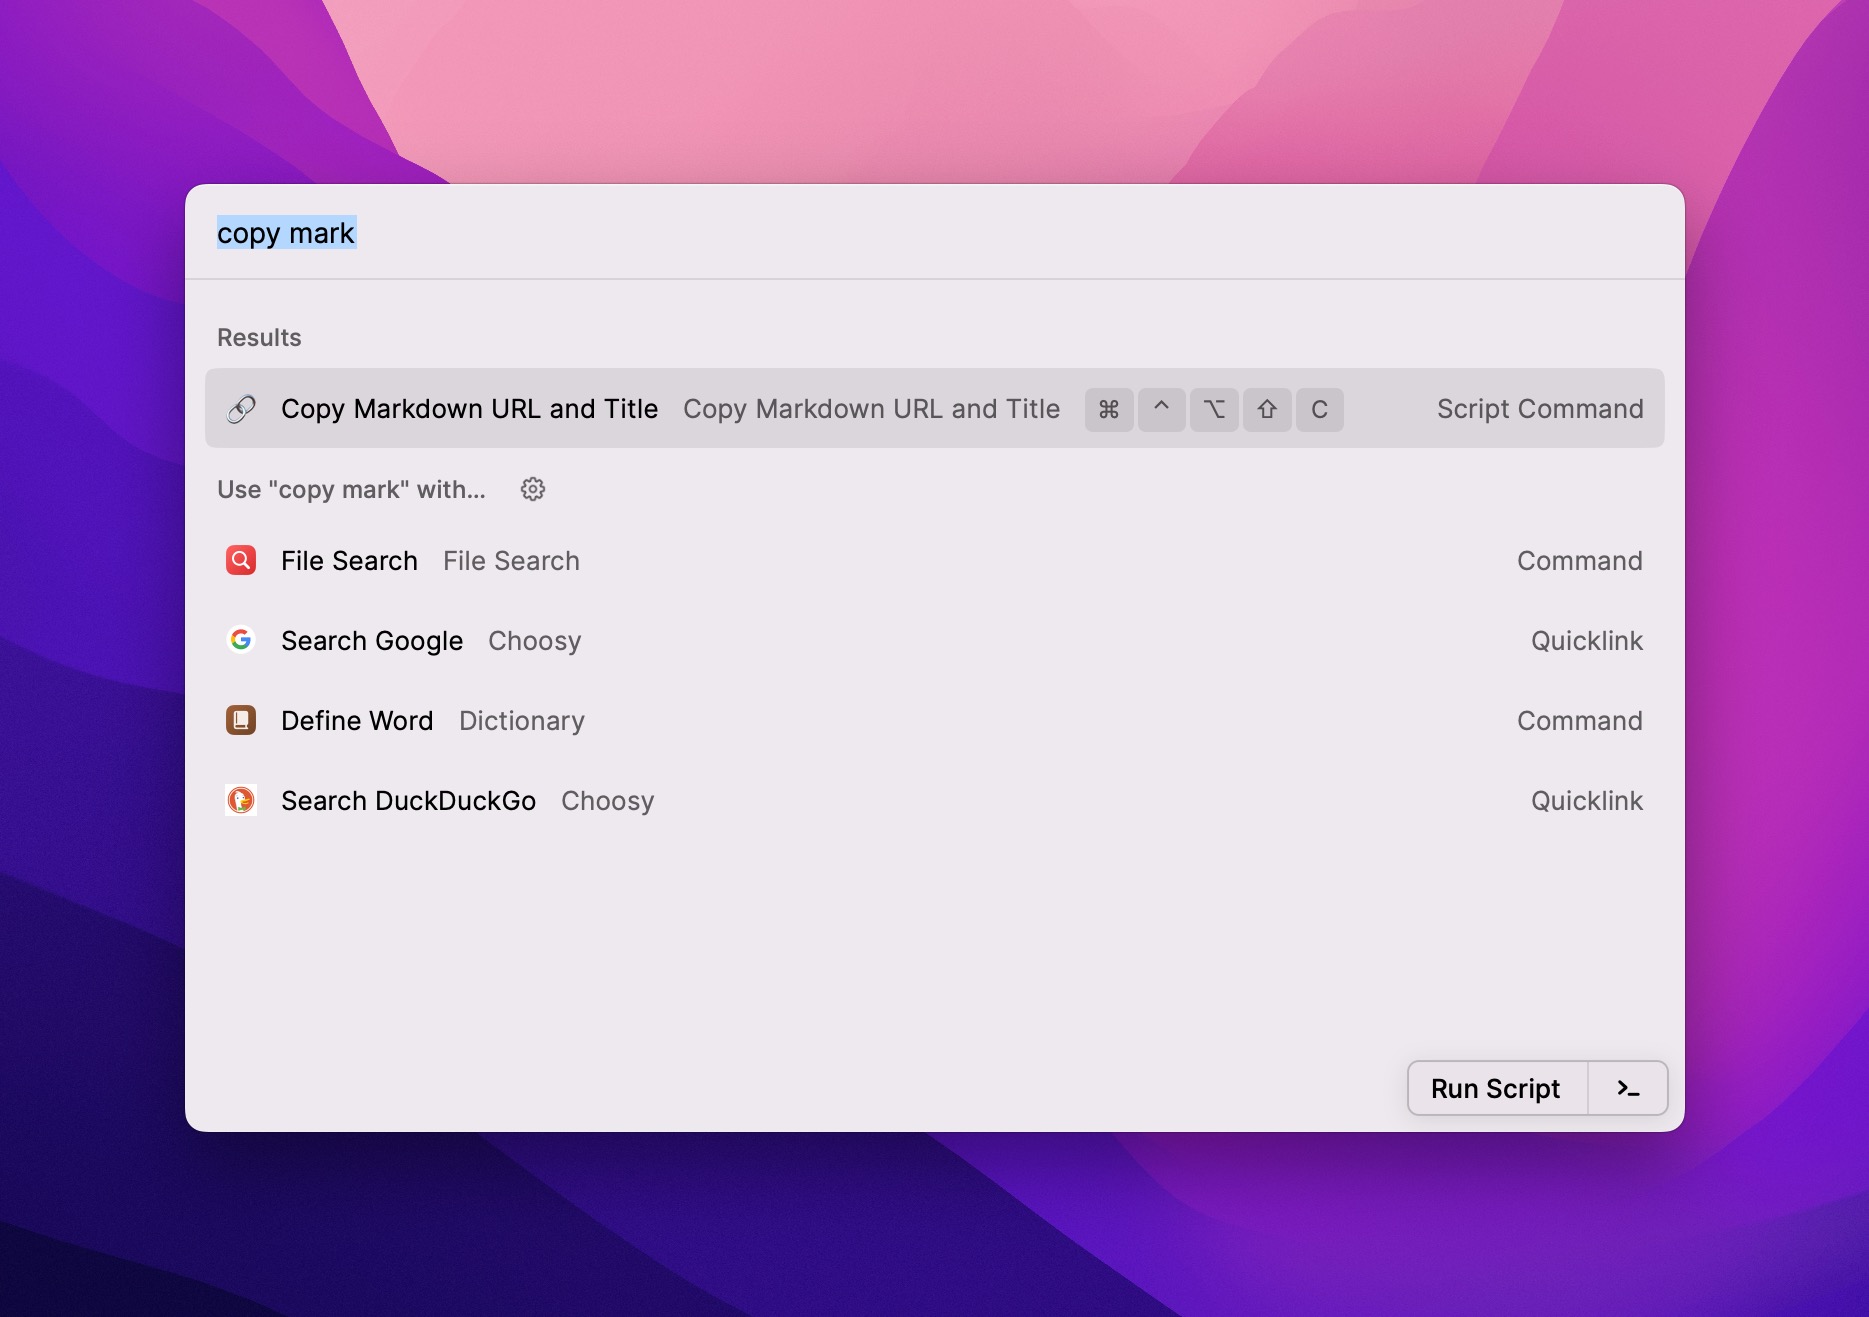 copy mark
Results
Copy Markdown URL and Title Copy Markdown URL and Title ⌘ ^ ⌥ ⇧ C Script Command
Use "copy mark" with...
File Search File Search Command
Search Google Choosy Quicklink
Define Word Dictionary Command
Search DuckDuckGo Choosy Quicklink
Run Script >_